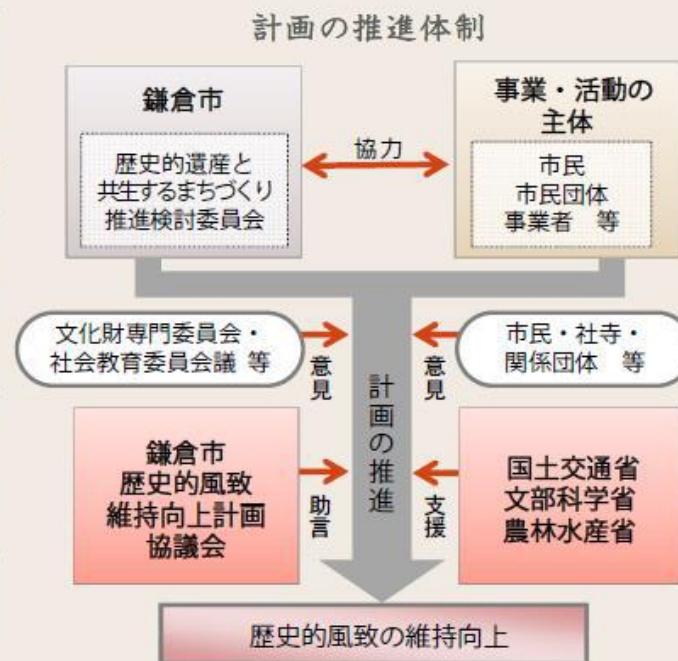 計画の推進体制
鎌倉市
歴史的遺産と
共生するまちづくり
推進検討委員会
協力
事業・活動の
主体
市民
市民団体
事業者　等
文化財専門委員会・
社会教育委員会議 等
意見
計画の推進
意見
市民・社寺・
関係団体　等
鎌倉市
歴史的風致
維持向上計画
協議会
助言
支援
国土交通省
文部科学省
農林水産省
歴史的風致の維持向上